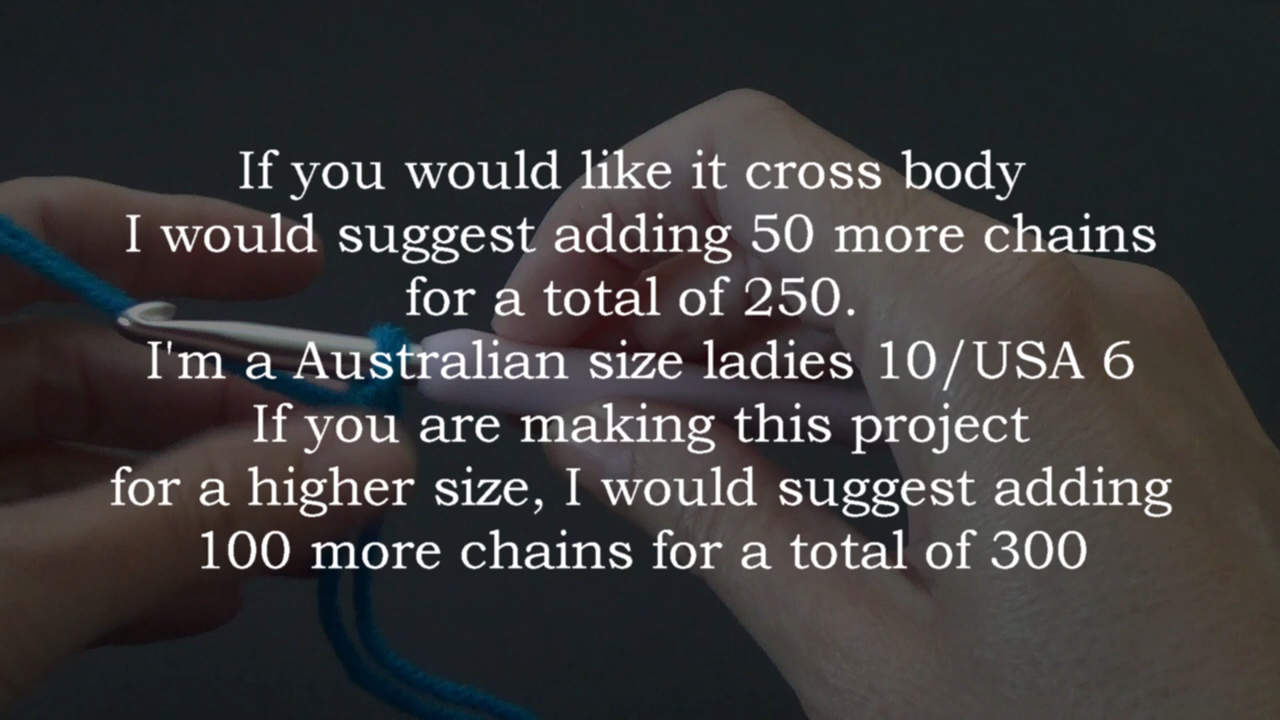 If you would like it cross body
I would suggest adding 50 more chains
for a total of 250.
I'm a Australian size ladies 10/USA 6
If you are making this project
for a higher size, I would suggest adding
100 more chains for a total of 300